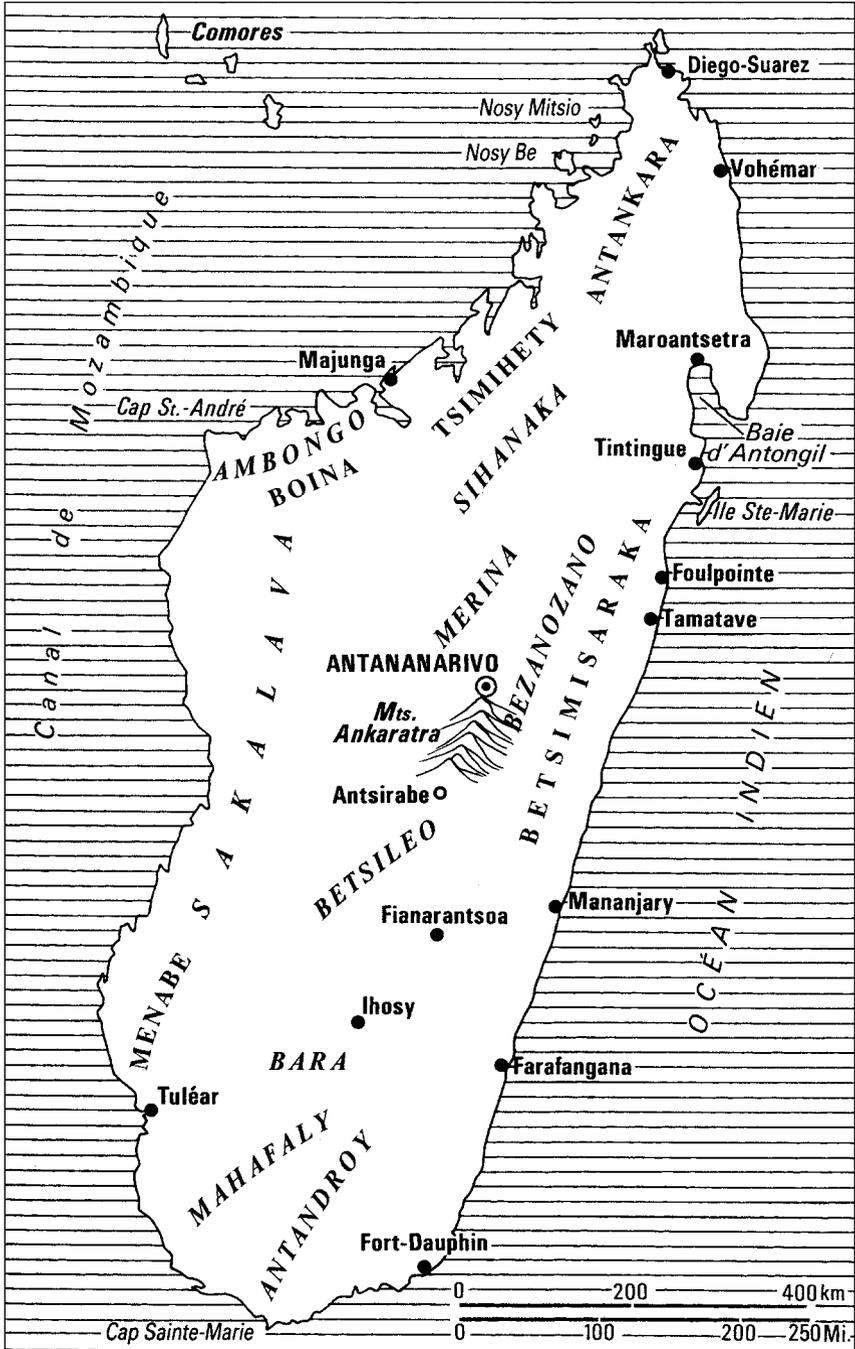 Comores
Diego-Suarez
Nosy Mitsio
Nosy Be
Vohémar
ANTANKARA
Canal de Mozambique
Maroantsetra
Majunga
TSIMIHETY
Cap St.-André
AMBONGO
BOINA
SIHANAKA
Baie
d'Antongil
Tintingue
Ile Ste-Marie
MERINA
BEZANOZANO
BETSIMISARAKA
Foulpointe
Tamatave
SAKALAVA
ANTANANARIVO
Mts.
Ankaratra
Antsirabe
OCÉAN INDIEN
BETSILEO
Mananjary
Fianarantsoa
MENABE
Ihosy
BARA
Farafangana
Tuléar
MAHAFALY
ANTANDROY
Fort-Dauphin
0 200 400 km
Cap Sainte-Marie
0 100 200 250 Mi.